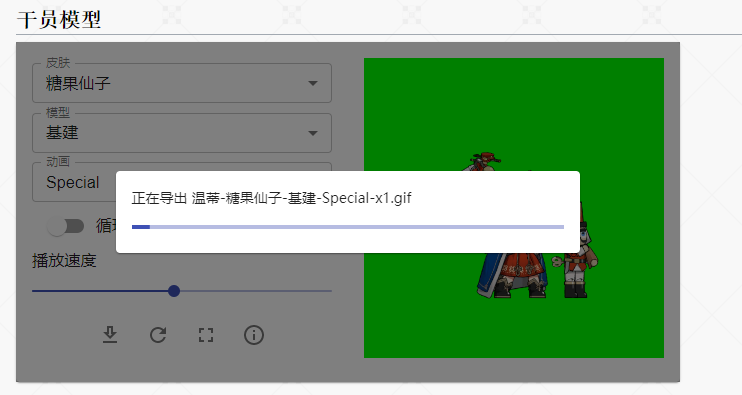 干员模型
皮肤
糖果仙子
模型
基建
动画
Special
正在导出 温蒂-糖果仙子-基建-Special-x1.gif
循
播放速度